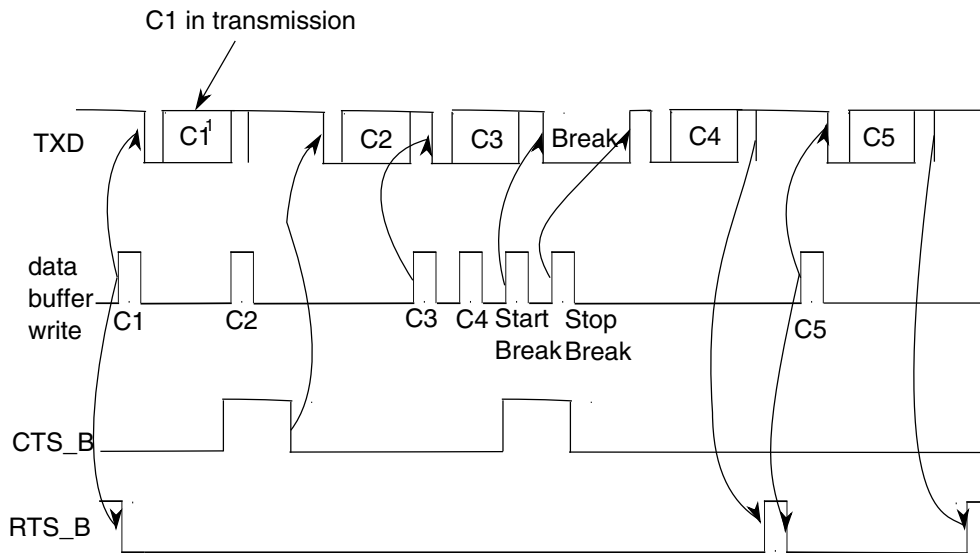 C1 in transmission
TXD
C1 1
C2
C3
Break
C4
C5
data
buffer
write
C1
C2
C3
C4
Start
Break
Stop
Break
C5
CTS_B
RTS_B